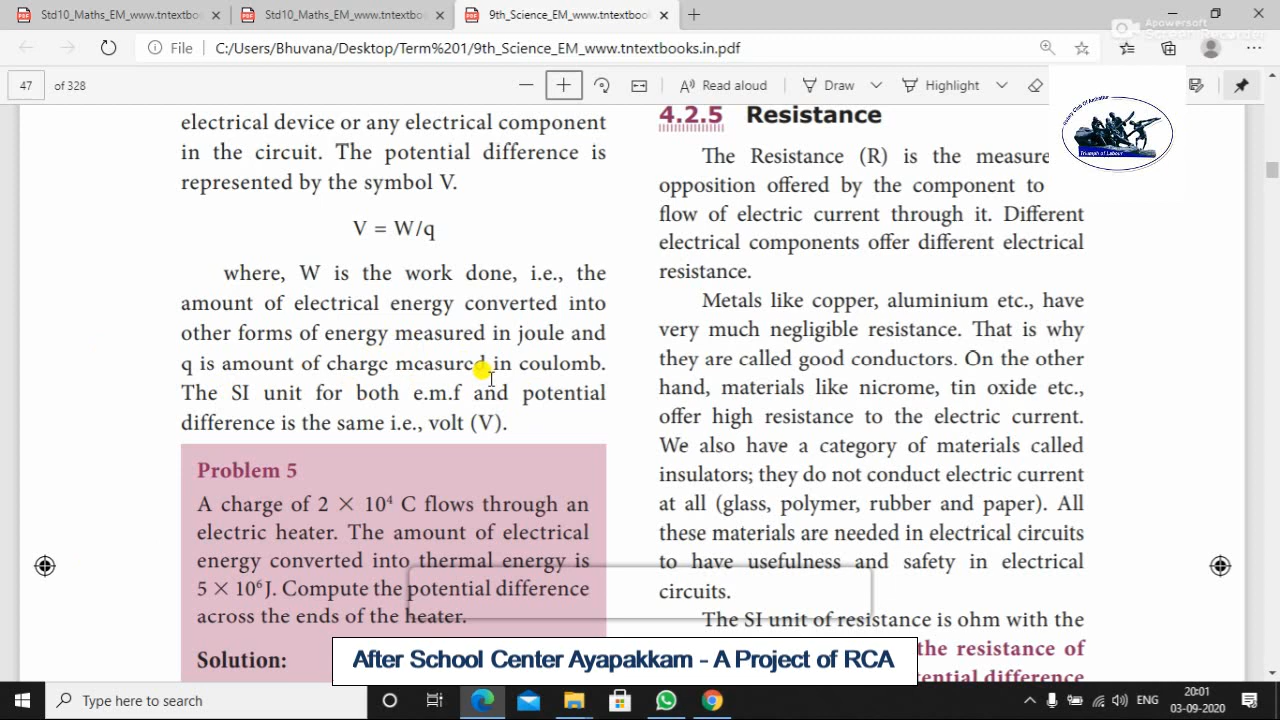 Std10_Maths_EM_www.tntextboo
Std10_Maths_EM_www.tntextboo
9th_Science_EM_www.tntextbook
Apowersoft
Screen Recorder
File
C:/Users/Bhuvana/Desktop/Term%201/9th_Science_EM_www.tntextbooks.in.pdf
47
of 328
Read aloud
Draw
Highlight
electrical device or any electrical component
in the circuit. The potential difference is
represented by the symbol V.
V = W/q
where, W is the work done, i.e., the
amount of electrical energy converted into
other forms of energy measured in joule and
q is amount of charge measured in coulomb.
The SI unit for both e.m.f and potential
difference is the same i.e., volt (V).
Problem 5
A charge of 2 × 10⁴ C flows through an
electric heater. The amount of electrical
energy converted into thermal energy is
5 × 10⁶ J. Compute the potential difference
across the ends of the heater.
Solution:
4.2.5 Resistance
The Resistance (R) is the measure
opposition offered by the component to
flow of electric current through it. Different
electrical components offer different electrical
resistance.
Metals like copper, aluminium etc., have
very much negligible resistance. That is why
they are called good conductors. On the other
hand, materials like nicrome, tin oxide etc.,
offer high resistance to the electric current.
We also have a category of materials called
insulators; they do not conduct electric current
at all (glass, polymer, rubber and paper). All
these materials are needed in electrical circuits
to have usefulness and safety in electrical
circuits.
The SI unit of resistance is ohm with the
the resistance of
tential difference
Triumph of Labour
After School Center Ayapakkam - A Project of RCA
Type here to search
ENG
20:01
03-09-2020